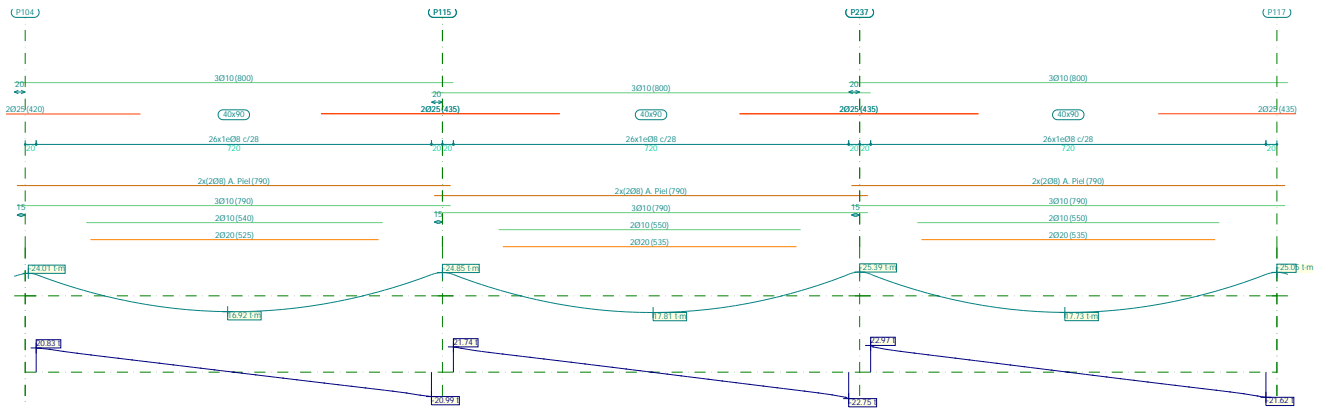 P104 P115 P237 P117
3Ø10(800) 3Ø10(800)
20 20
3Ø10(800)
20
2Ø25(420) 40x90 2Ø25(435) 40x90 2Ø25(435) 40x90 2Ø25(435)
26x1eØ8 c/28 26x1eØ8 c/28 26x1eØ8 c/28
20 720 20 20 720 20 20 720 20
2x(2Ø8) A. Piel(790) 2x(2Ø8) A. Piel(790)
2x(2Ø8) A. Piel(790)
3Ø10(790) 3Ø10(790)
15 3Ø10(790) 15
15
2Ø10(540) 2Ø10(550)
2Ø10(550)
2Ø20(525) 2Ø20(535)
2Ø20(535)
-24.01 t·m -24.85 t·m -25.39 t·m -25.05 t·m
16.92 t·m 17.81 t·m 17.73 t·m
20.83 t 21.74 t 22.97 t
-20.99 t -22.75 t -21.62 t